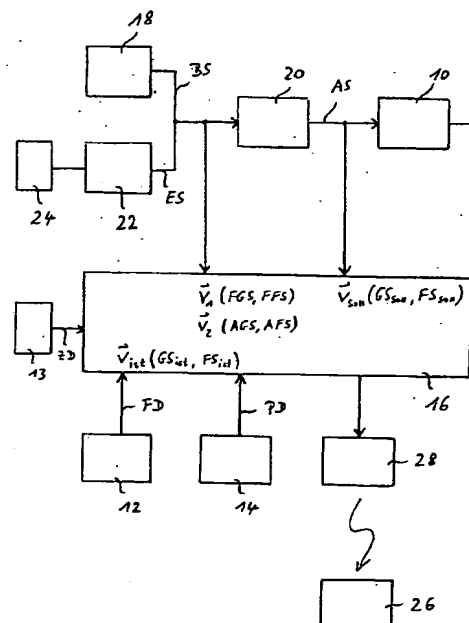 18
BS
20
AS
10
24
22
ES
V⃗₁ (FGS, FFS)
V⃗₂ (AGS, AFS)
V⃗soll (GSsoll, FSsoll)
13
ZD
V⃗ist (GSist, FSist)
16
FD
PD
12
14
28
26